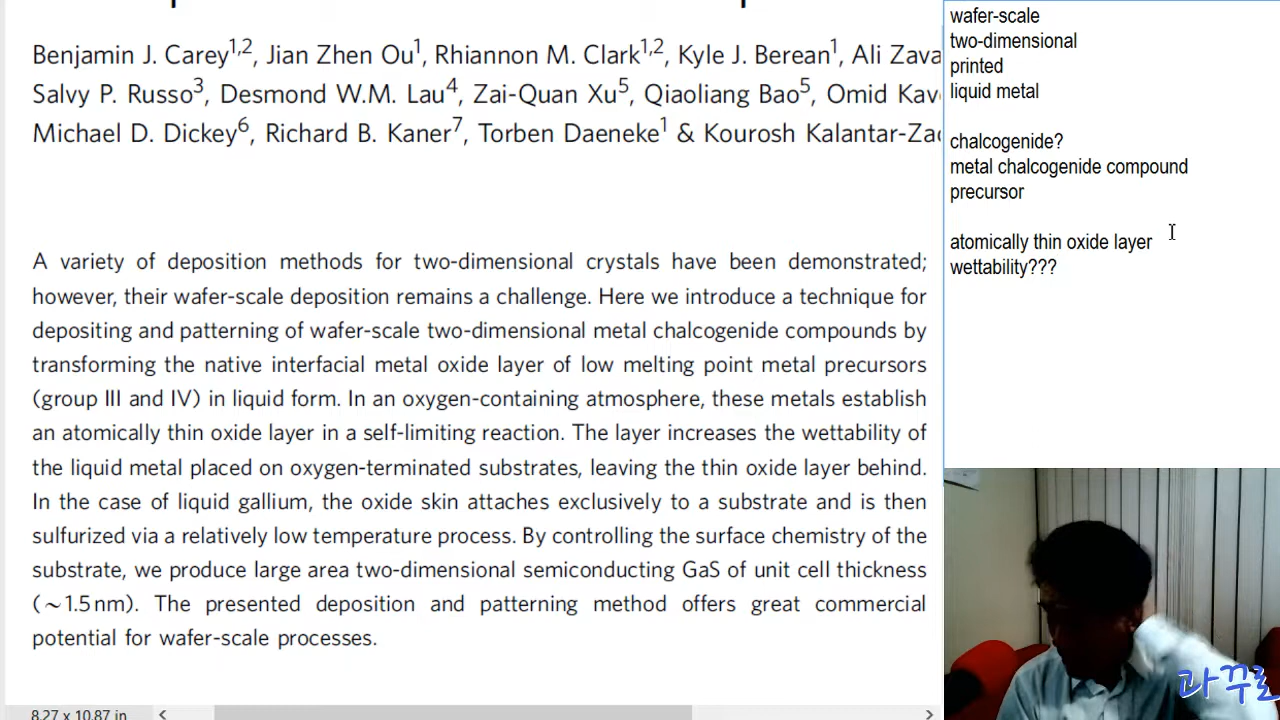 Benjamin J. Carey1,2, Jian Zhen Ou1, Rhiannon M. Clark1,2, Kyle J. Berean1, Ali Zava
Salvy P. Russo3, Desmond W.M. Lau4, Zai-Quan Xu5, Qiaoliang Bao5, Omid Kav
Michael D. Dickey6, Richard B. Kaner7, Torben Daeneke1 & Kourosh Kalantar-Zad
A variety of deposition methods for two-dimensional crystals have been demonstrated;
however, their wafer-scale deposition remains a challenge. Here we introduce a technique for
depositing and patterning of wafer-scale two-dimensional metal chalcogenide compounds by
transforming the native interfacial metal oxide layer of low melting point metal precursors
(group III and IV) in liquid form. In an oxygen-containing atmosphere, these metals establish
an atomically thin oxide layer in a self-limiting reaction. The layer increases the wettability of
the liquid metal placed on oxygen-terminated substrates, leaving the thin oxide layer behind.
In the case of liquid gallium, the oxide skin attaches exclusively to a substrate and is then
sulfurized via a relatively low temperature process. By controlling the surface chemistry of the
substrate, we produce large area two-dimensional semiconducting GaS of unit cell thickness
(~1.5 nm). The presented deposition and patterning method offers great commercial
potential for wafer-scale processes.
8.27 x 10.87 in
wafer-scale
two-dimensional
printed
liquid metal
chalcogenide?
metal chalcogenide compound
precursor
atomically thin oxide layer
wettability???
과꾸로